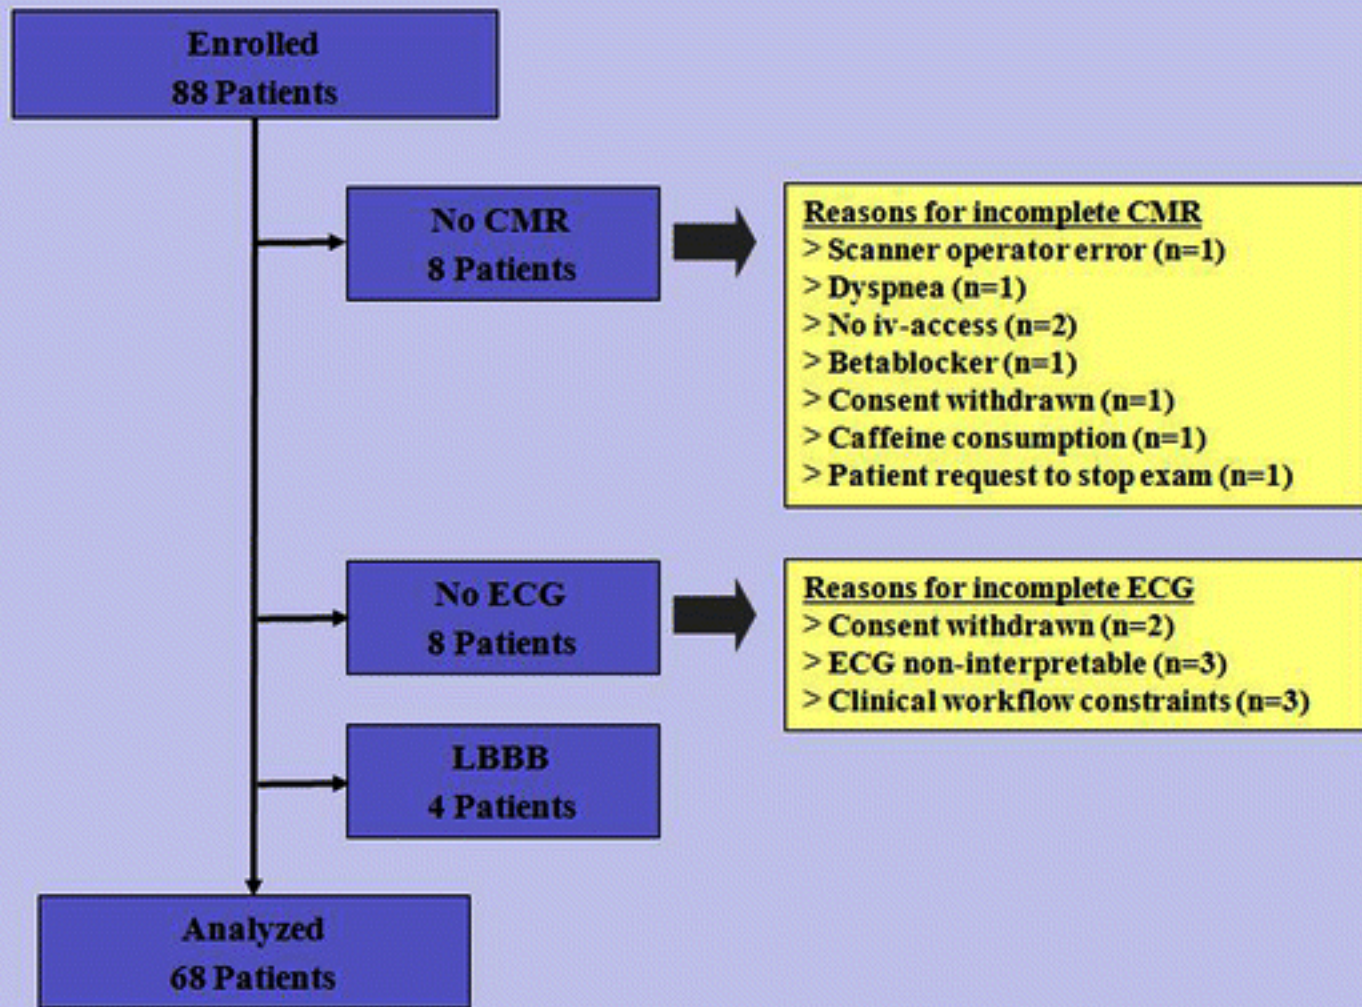 Enrolled
88 Patients
No CMR
8 Patients
Reasons for incomplete CMR
> Scanner operator error (n=1)
> Dyspnea (n=1)
> No iv-access (n=2)
> Betablocker (n=1)
> Consent withdrawn (n=1)
> Caffeine consumption (n=1)
> Patient request to stop exam (n=1)
No ECG
8 Patients
Reasons for incomplete ECG
> Consent withdrawn (n=2)
> ECG non-interpretable (n=3)
> Clinical workflow constraints (n=3)
LBBB
4 Patients
Analyzed
68 Patients